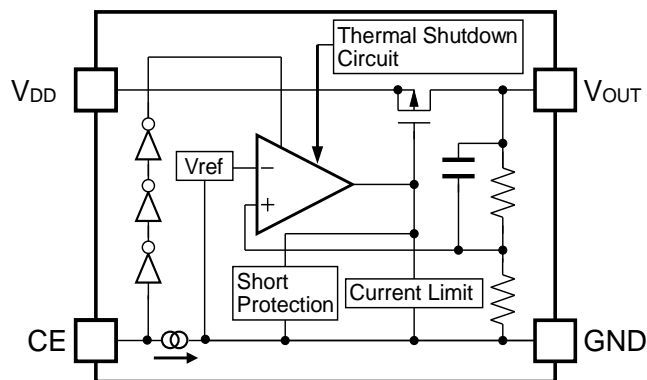 Thermal Shutdown
Circuit
VDD
VOUT
Vref
−
+
Short
Protection
Current Limit
CE
GND